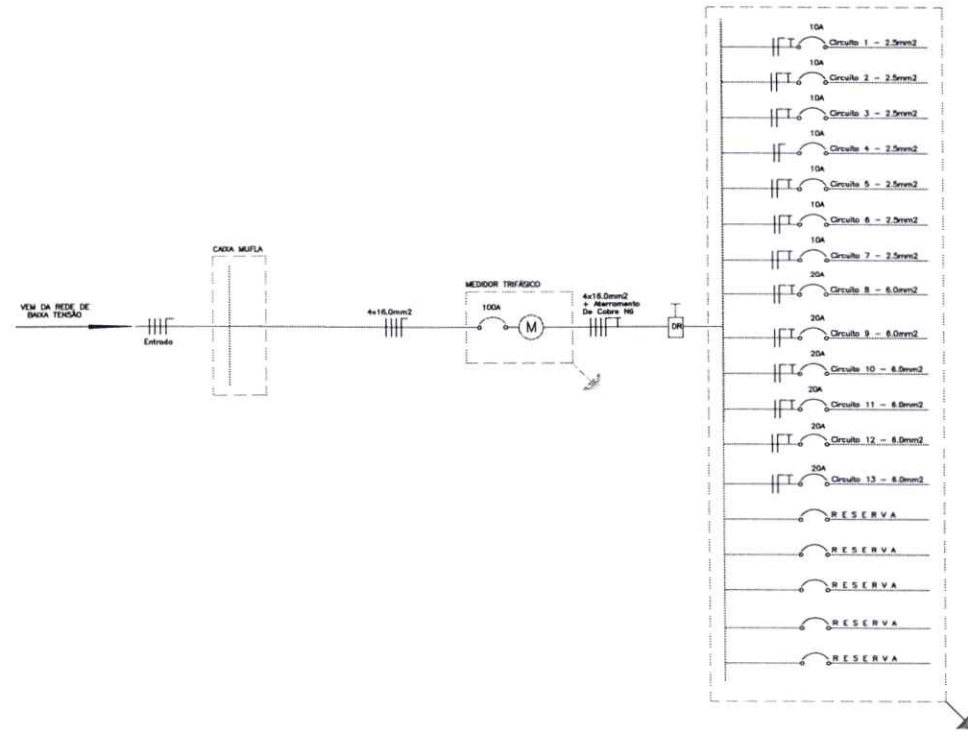 VEM DA REDE DE
BAIXA TENSÃO
Entrada
CAIXA MUFLA
4x16.0mm2
MEDIDOR TRIFÁSICO
100A
M
4x16.0mm2
+ Aterramento
De Cobre N6
DR
10A
Circuito 1 - 2.5mm2
10A
Circuito 2 - 2.5mm2
10A
Circuito 3 - 2.5mm2
10A
Circuito 4 - 2.5mm2
10A
Circuito 5 - 2.5mm2
10A
Circuito 6 - 2.5mm2
10A
Circuito 7 - 2.5mm2
20A
Circuito 8 - 6.0mm2
20A
Circuito 9 - 6.0mm2
20A
Circuito 10 - 6.0mm2
20A
Circuito 11 - 6.0mm2
20A
Circuito 12 - 6.0mm2
20A
Circuito 13 - 6.0mm2
RESERVA
RESERVA
RESERVA
RESERVA
RESERVA